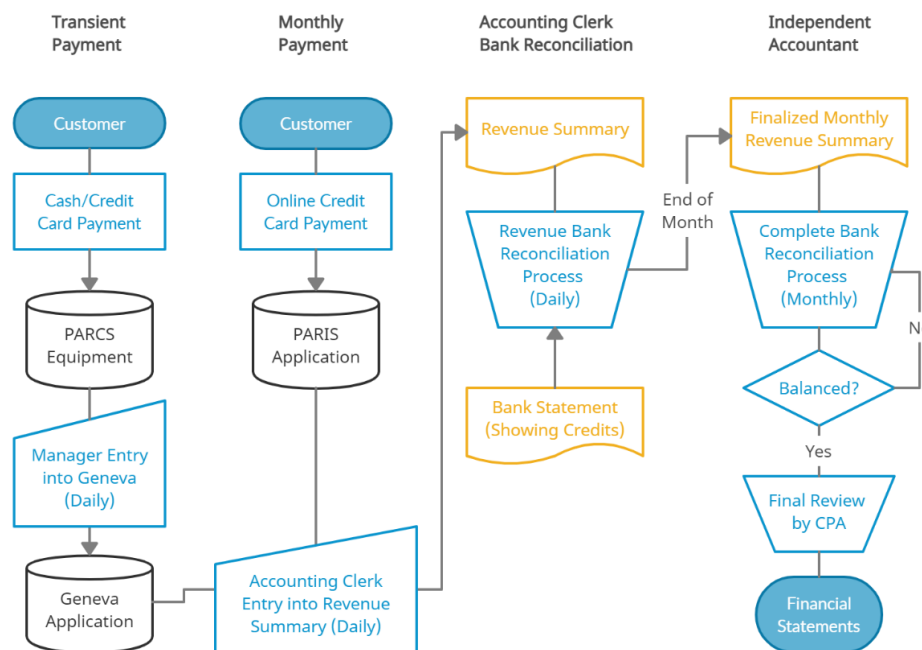 Transient
Payment
Monthly
Payment
Accounting Clerk
Bank Reconciliation
Independent
Accountant
Customer
Cash/Credit
Card Payment
PARCS
Equipment
Manager Entry
into Geneva
(Daily)
Geneva
Application
Customer
Online Credit
Card Payment
PARIS
Application
Accounting Clerk
Entry into Revenue
Summary (Daily)
Revenue Summary
Revenue Bank
Reconciliation
Process
(Daily)
Bank Statement
(Showing Credits)
End of
Month
Finalized Monthly
Revenue Summary
Complete Bank
Reconciliation
Process
(Monthly)
N
Balanced?
Yes
Final Review
by CPA
Financial
Statements